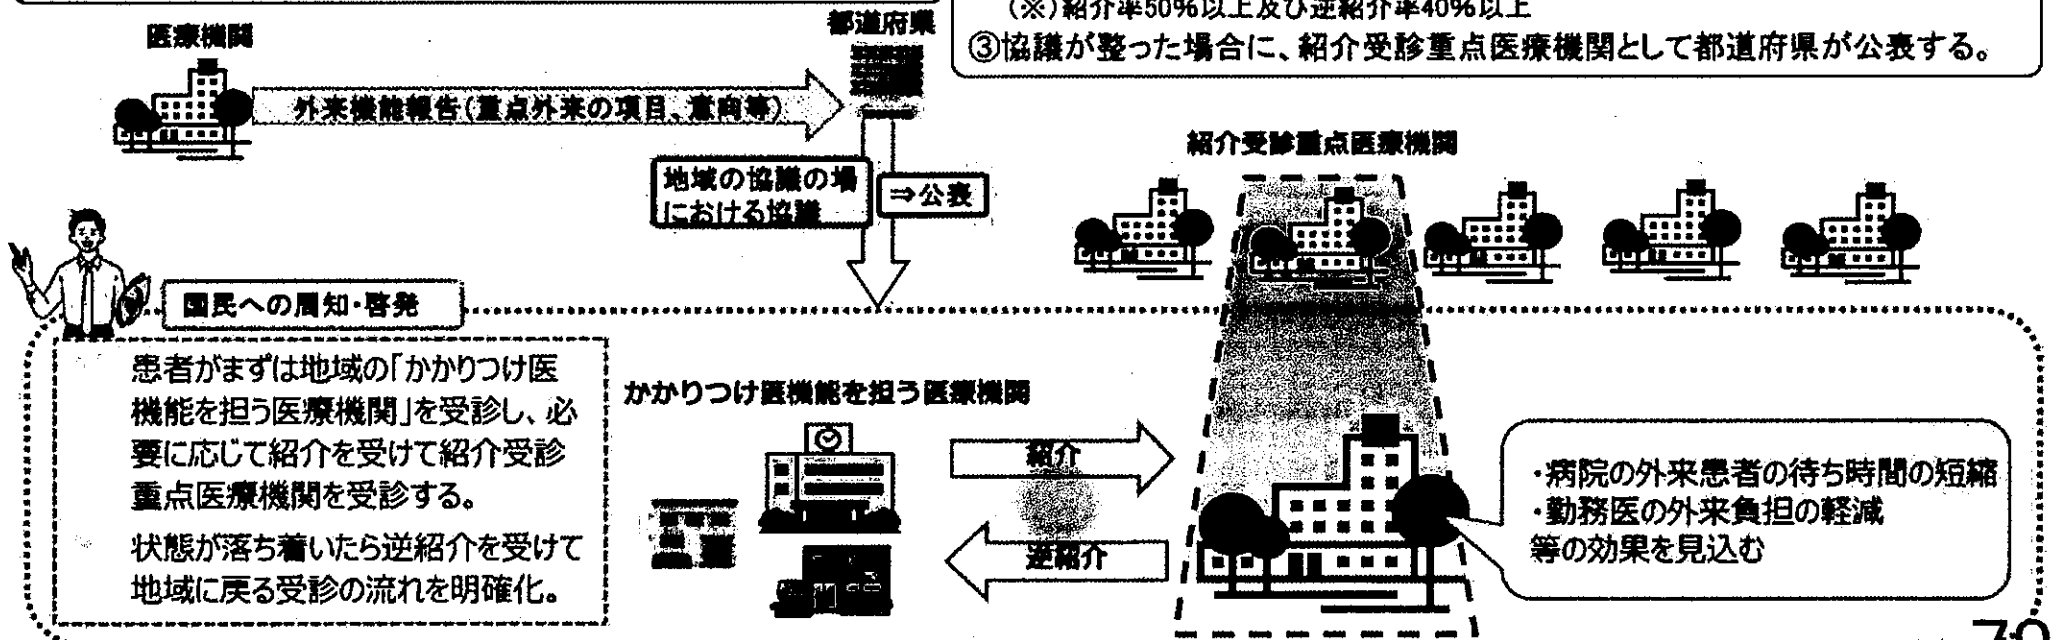 (※)紹介率50%以上及び逆紹介率40%以上
③協議が整った場合に、紹介受診重点医療機関として都道府県が公表する。
医療機関
都道府県
外来機能報告(重点外来の項目、意向等)
地域の協議の場
における協議
⇒公表
紹介受診重点医療機関
国民への周知・啓発
患者がまずは地域の「かかりつけ医
機能を担う医療機関」を受診し、必
要に応じて紹介を受けて紹介受診
重点医療機関を受診する。
状態が落ち着いたら逆紹介を受けて
地域に戻る受診の流れを明確化。
かかりつけ医機能を担う医療機関
紹介
逆紹介
・病院の外来患者の待ち時間の短縮
・勤務医の外来負担の軽減
等の効果を見込む